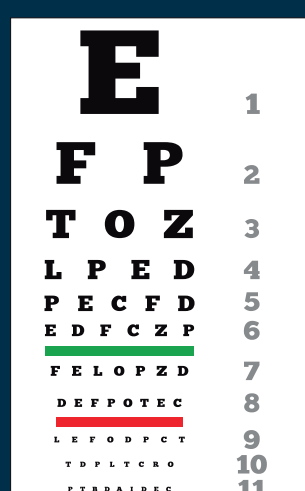 E 1
F P 2
T O Z 3
L P E D 4
P E C F D 5
E D F C Z P 6
F E L O P Z D 7
D E F P O T E C 8
L E F O D P C T 9
T D P L T C R O 10
11